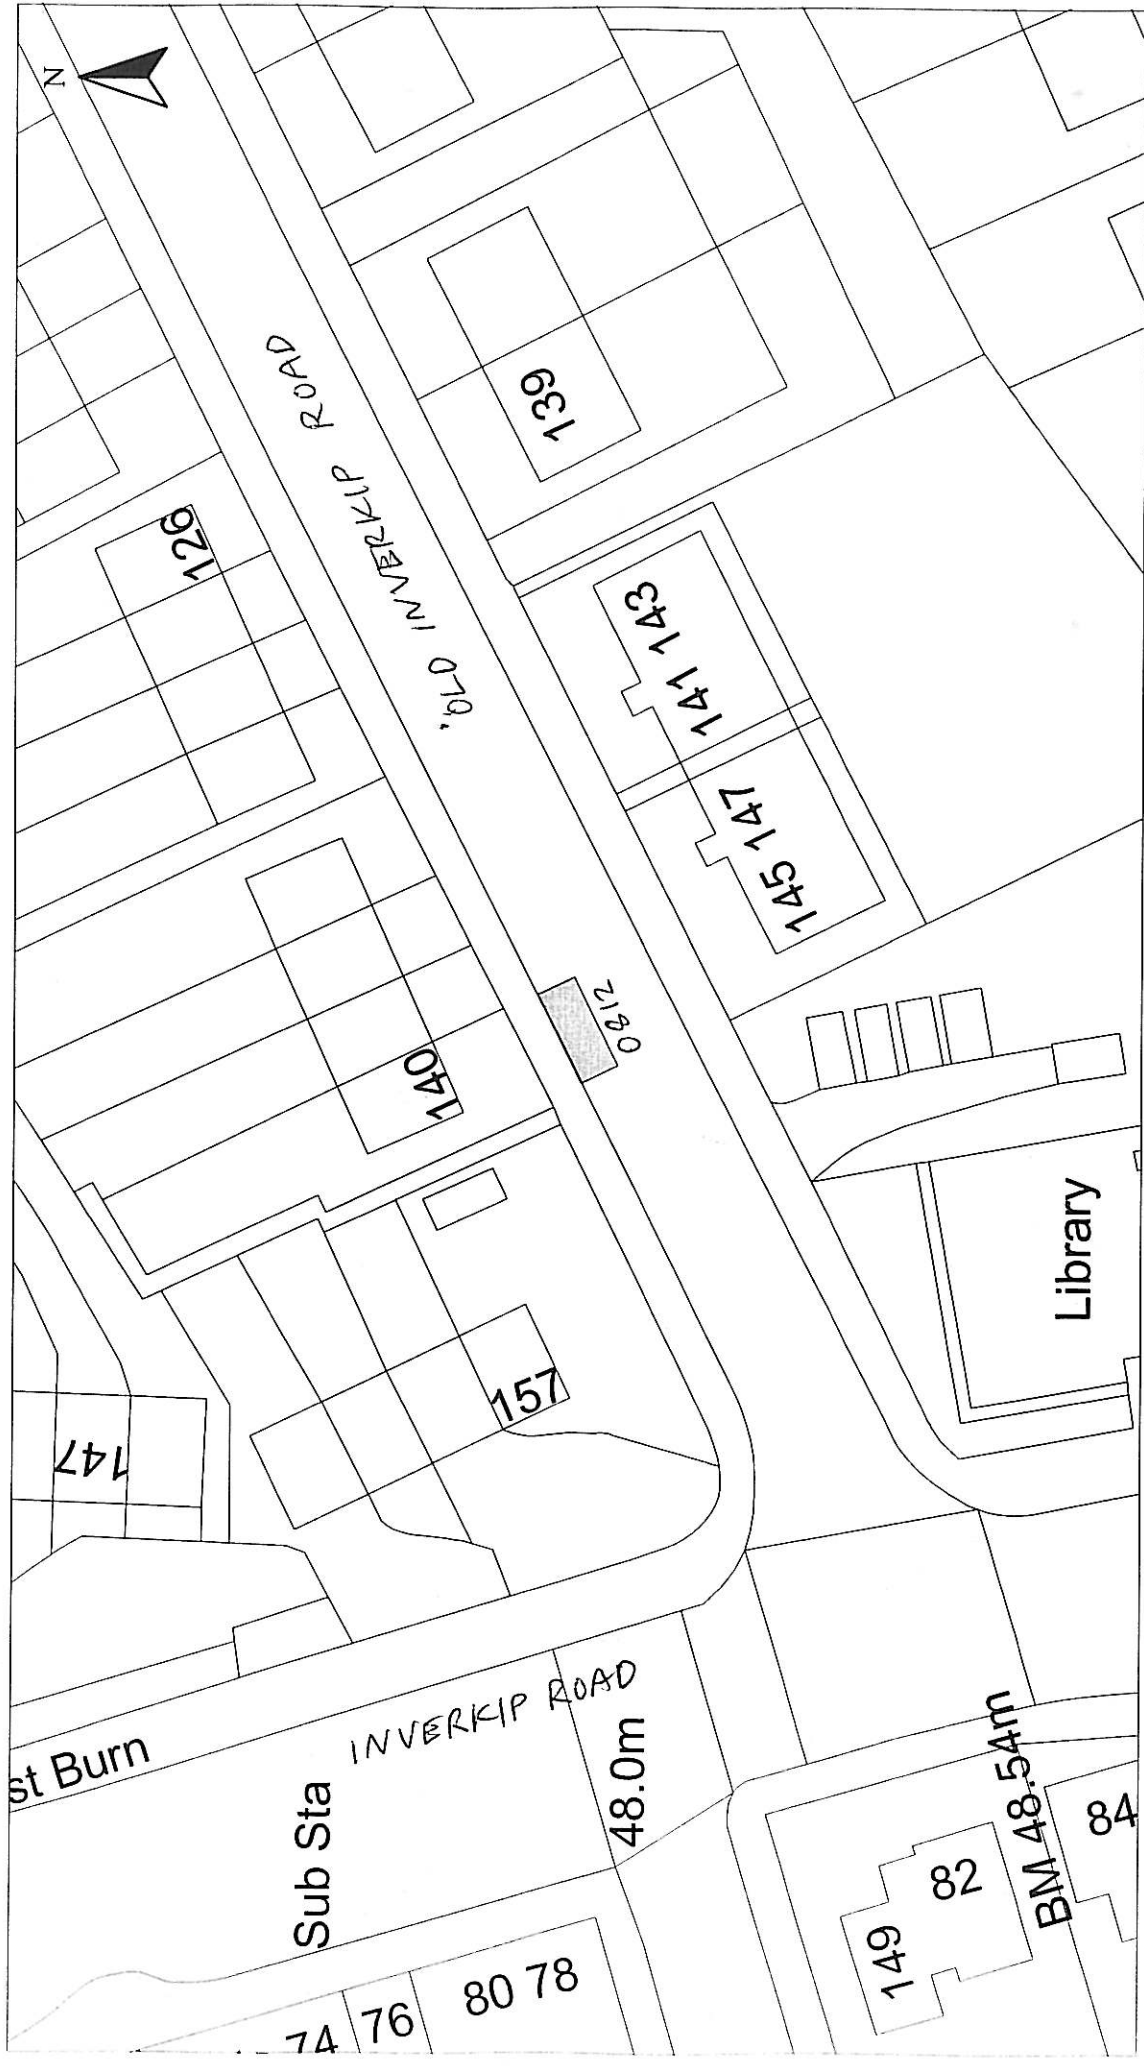 N
126
OLD INVERKIP ROAD
139
141 143
145 147
0812
140
157
147
Library
st Burn
Sub Sta
INVERKIP ROAD
48.0m
BM 48.54m
84
82
149
80 78
76
74